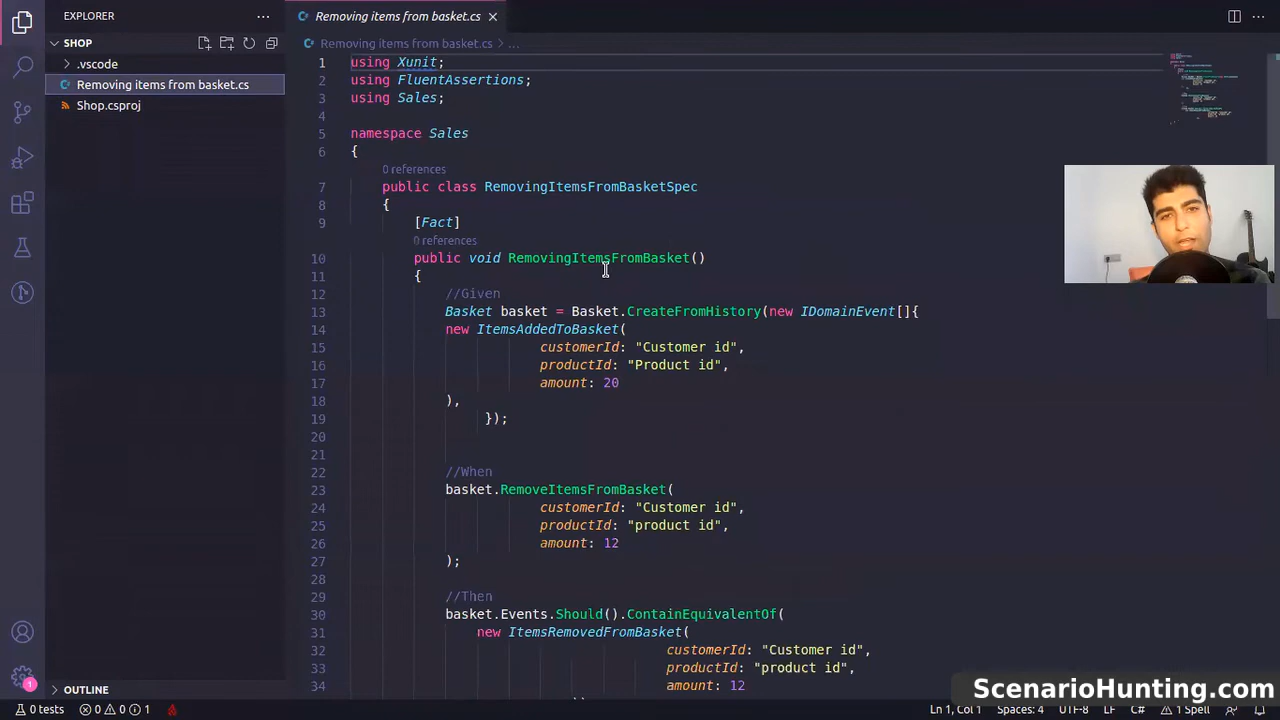 EXPLORER
Removing items from basket.cs
SHOP
Removing items from basket.cs > ...
.vscode
Removing items from basket.cs
Shop.csproj
1 using Xunit;
2 using FluentAssertions;
3 using Sales;
4
5 namespace Sales
6 {
0 references
7 public class RemovingItemsFromBasketSpec
8 {
9 [Fact]
0 references
10 public void RemovingItemsFromBasket()
11 {
12 //Given
13 Basket basket = Basket.CreateFromHistory(new IDomainEvent[]{
14 new ItemsAddedToBasket(
15 customerId: "Customer id",
16 productId: "Product id",
17 amount: 20
18 ),
19 });
20
21
22 //When
23 basket.RemoveItemsFromBasket(
24 customerId: "Customer id",
25 productId: "product id",
26 amount: 12
27 );
28
29 //Then
30 basket.Events.Should().ContainEquivalentOf(
31 new ItemsRemovedFromBasket(
32 customerId: "Customer id",
33 productId: "product id",
34 amount: 12
OUTLINE
ScenarioHunting.com
1
0 tests 0 0 1
Ln 1, Col 1 Spaces: 4 UTF-8 LF C# 1 Spell